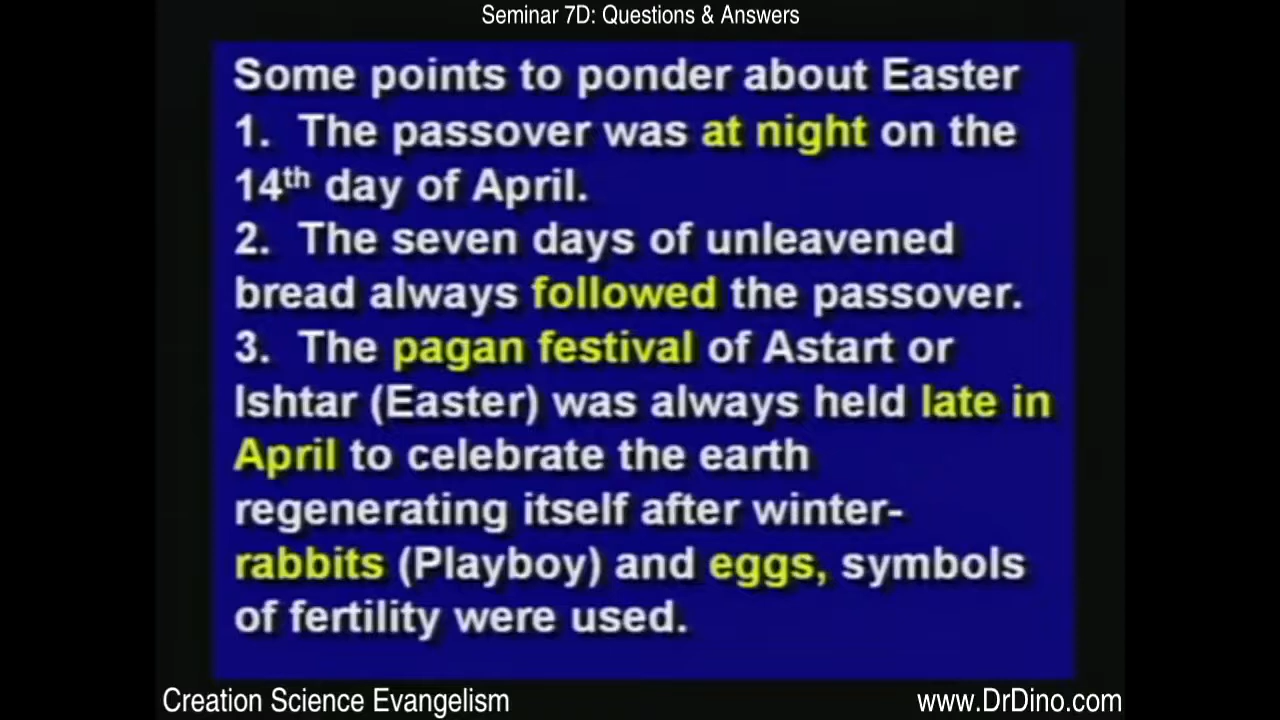 Seminar 7D: Questions & Answers
Some points to ponder about Easter
1. The passover was at night on the
14th day of April.
2. The seven days of unleavened
bread always followed the passover.
3. The pagan festival of Astart or
Ishtar (Easter) was always held late in
April to celebrate the earth
regenerating itself after winter-
rabbits (Playboy) and eggs, symbols
of fertility were used.
Creation Science Evangelism
www.DrDino.com